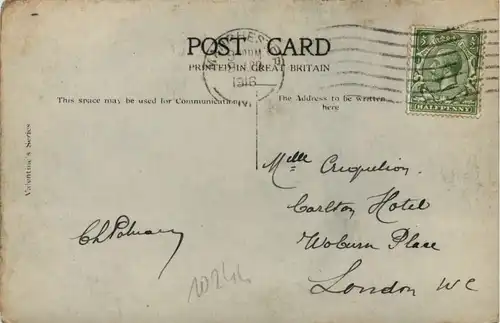 POST CARD
PRINTED IN GREAT BRITAIN
1916
This space may be used for Communication
The Address to be written
here
HALFPENNY
Valentine's Series
Melle
Carlton Hotel
Woburn Place
London WC